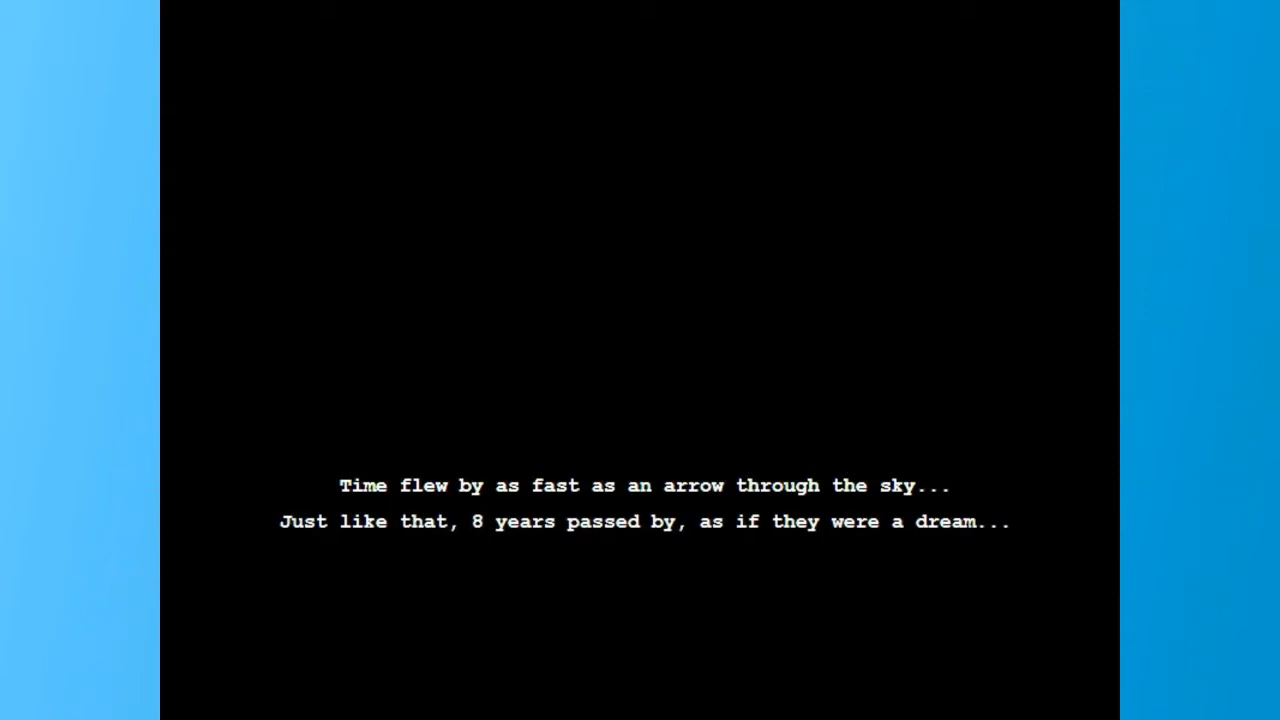 Time flew by as fast as an arrow through the sky...
Just like that, 8 years passed by, as if they were a dream...